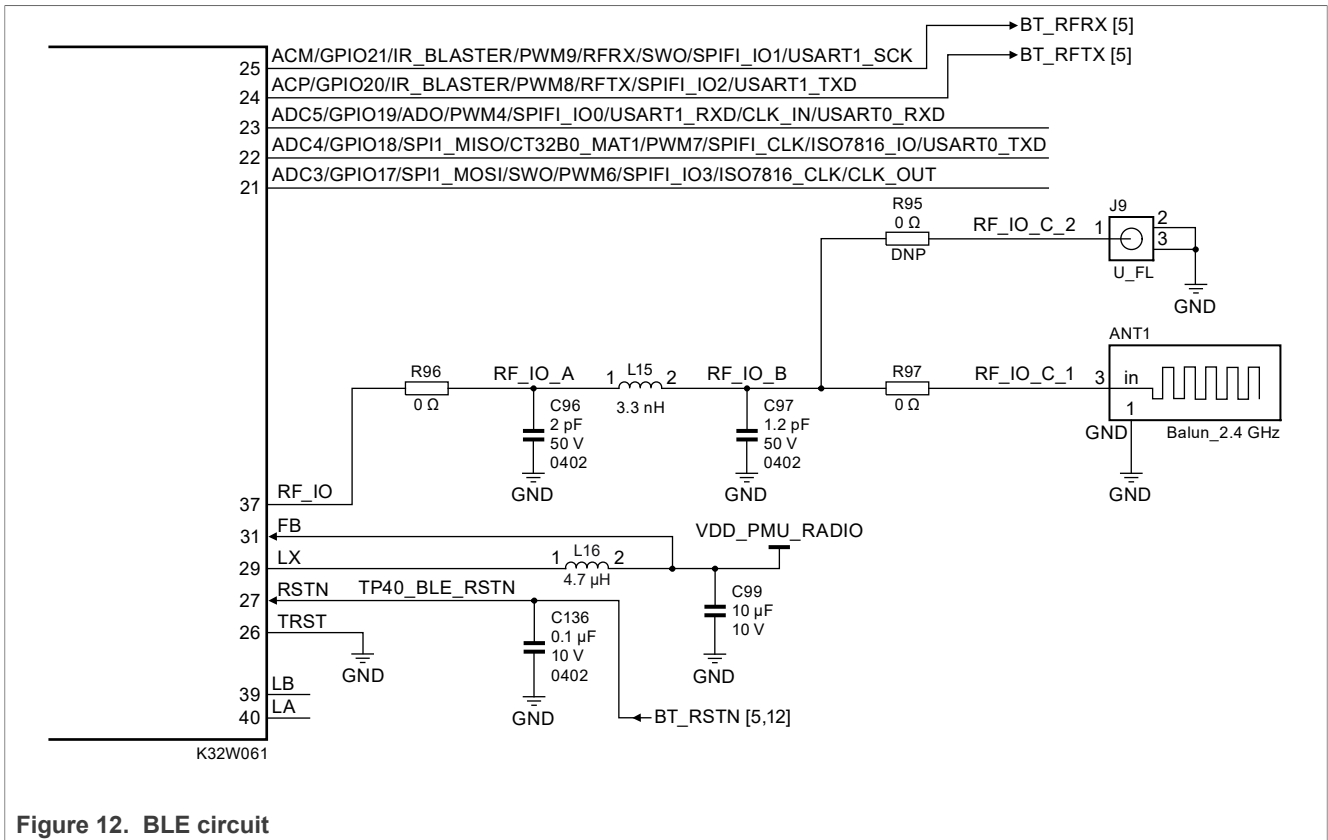 BT_RFRX [5]
ACM/GPIO21/IR_BLASTER/PWM9/RFRX/SWO/SPIFI_IO1/USART1_SCK
25
BT_RFTX [5]
ACP/GPIO20/IR_BLASTER/PWM8/RFTX/SPIFI_IO2/USART1_TXD
24
ADC5/GPIO19/ADO/PWM4/SPIFI_IO0/USART1_RXD/CLK_IN/USART0_RXD
23
ADC4/GPIO18/SPI1_MISO/CT32B0_MAT1/PWM7/SPIFI_CLK/ISO7816_IO/USART0_TXD
22
ADC3/GPIO17/SPI1_MOSI/SWO/PWM6/SPIFI_IO3/ISO7816_CLK/CLK_OUT
21
R95
0 Ω
DNP
RF_IO_C_2
J9
1
2
3
U_FL
GND
ANT1
R96
0 Ω
RF_IO_A
1 L15 2
3.3 nH
RF_IO_B
R97
0 Ω
RF_IO_C_1
3 in
1
GND
Balun_2.4 GHz
GND
C96
2 pF
50 V
0402
GND
C97
1.2 pF
50 V
0402
GND
37 RF_IO
31 FB
VDD_PMU_RADIO
29 LX
1 L16 2
4.7 µH
C99
10 µF
10 V
GND
27 RSTN
TP40_BLE_RSTN
C136
0.1 µF
10 V
0402
GND
26 TRST
GND
39 LB
40 LA
BT_RSTN [5,12]
K32W061
Figure 12. BLE circuit